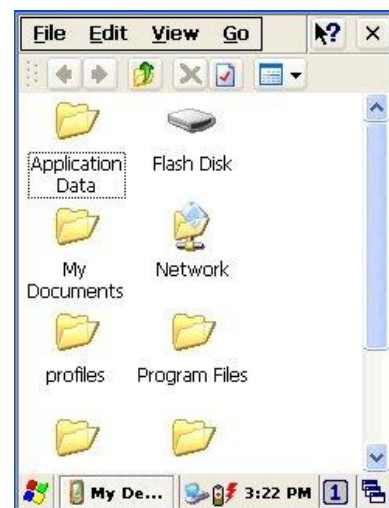 File Edit View Go ? ×
Application Data Flash Disk
My Documents Network
profiles Program Files
My De... 3:22 PM 1